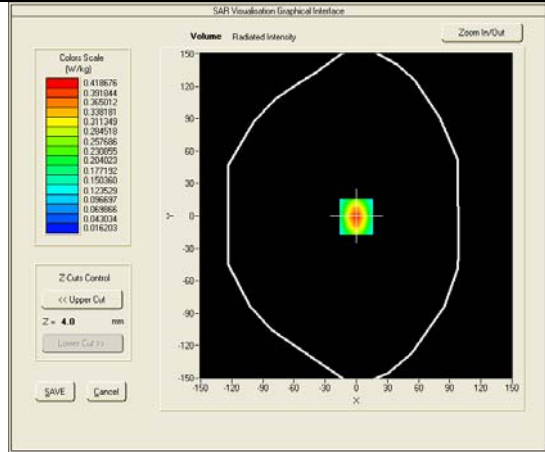 SAR Visualisation Graphical Interface
Volume Radiated Intensity
Zoom In/Out
Colors Scale
(W/kg)
0.418676
0.391844
0.365012
0.338181
0.311349
0.284518
0.257686
0.230855
0.204023
0.177192
0.150360
0.123529
0.096697
0.069866
0.043034
0.016203
Z Cuts Control
<< Upper Cut
Z = 4.0 mm
Lower Cut >>
SAVE Cancel
150
120
90
60
30
0
-30
-60
-90
-120
-150
Y
-150 -120 -90 -60 -30 0 30 60 90 120 150
X